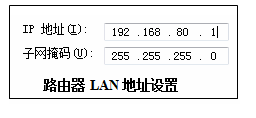 IP 地址(I): 192 .168 . 80 . 1
子网掩码(U): 255 .255 .255 . 0
路由器 LAN 地址设置